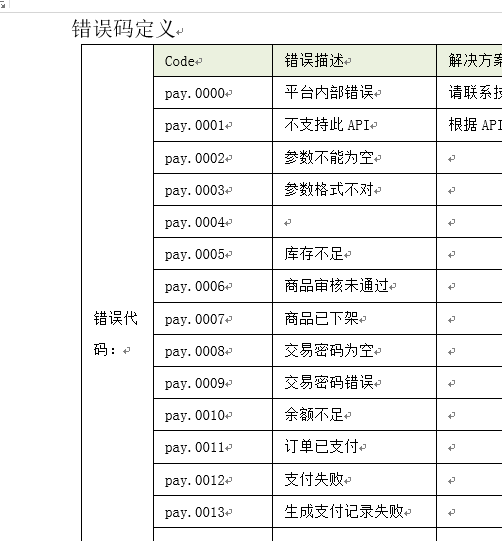 错误码定义
Code 错误描述 解决方案
pay.0000 平台内部错误 请联系技
pay.0001 不支持此 API 根据 API
pay.0002 参数不能为空
pay.0003 参数格式不对
pay.0004
pay.0005 库存不足
pay.0006 商品审核未通过
pay.0007 商品已下架
错误代
码：
pay.0008 交易密码为空
pay.0009 交易密码错误
pay.0010 余额不足
pay.0011 订单已支付
pay.0012 支付失败
pay.0013 生成支付记录失败